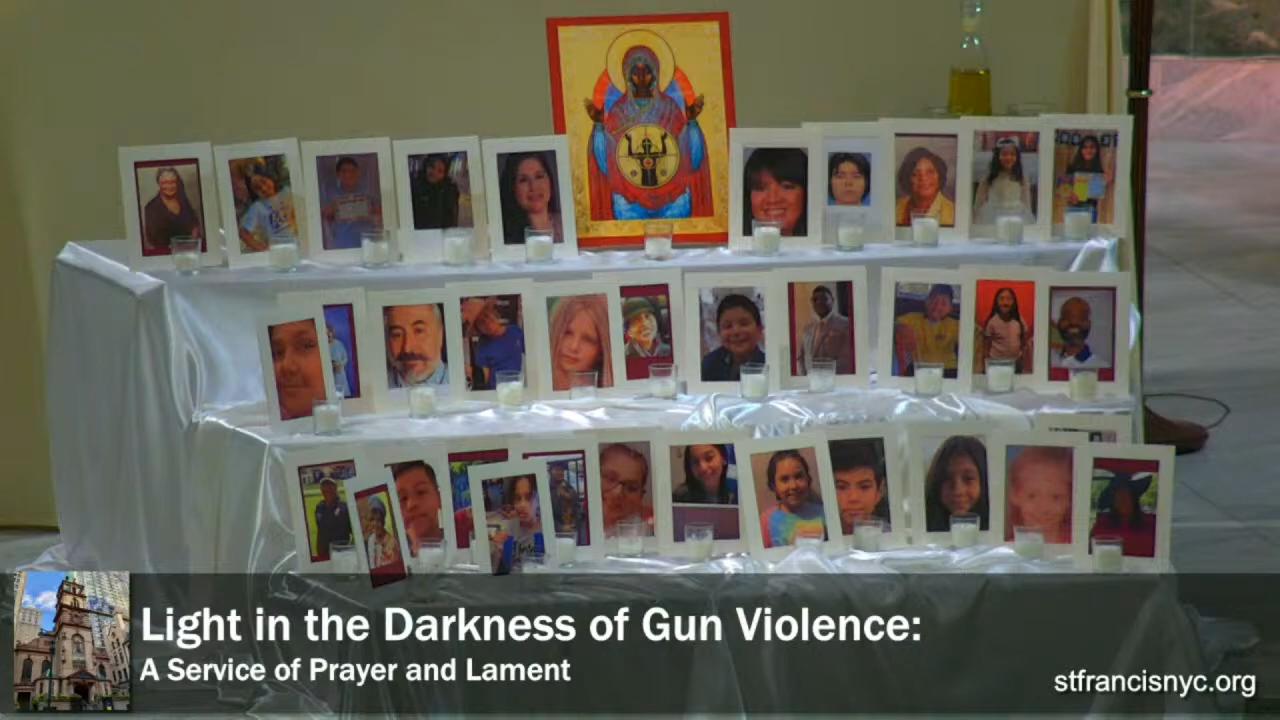 Light in the Darkness of Gun Violence:
A Service of Prayer and Lament
stfrancisnyc.org